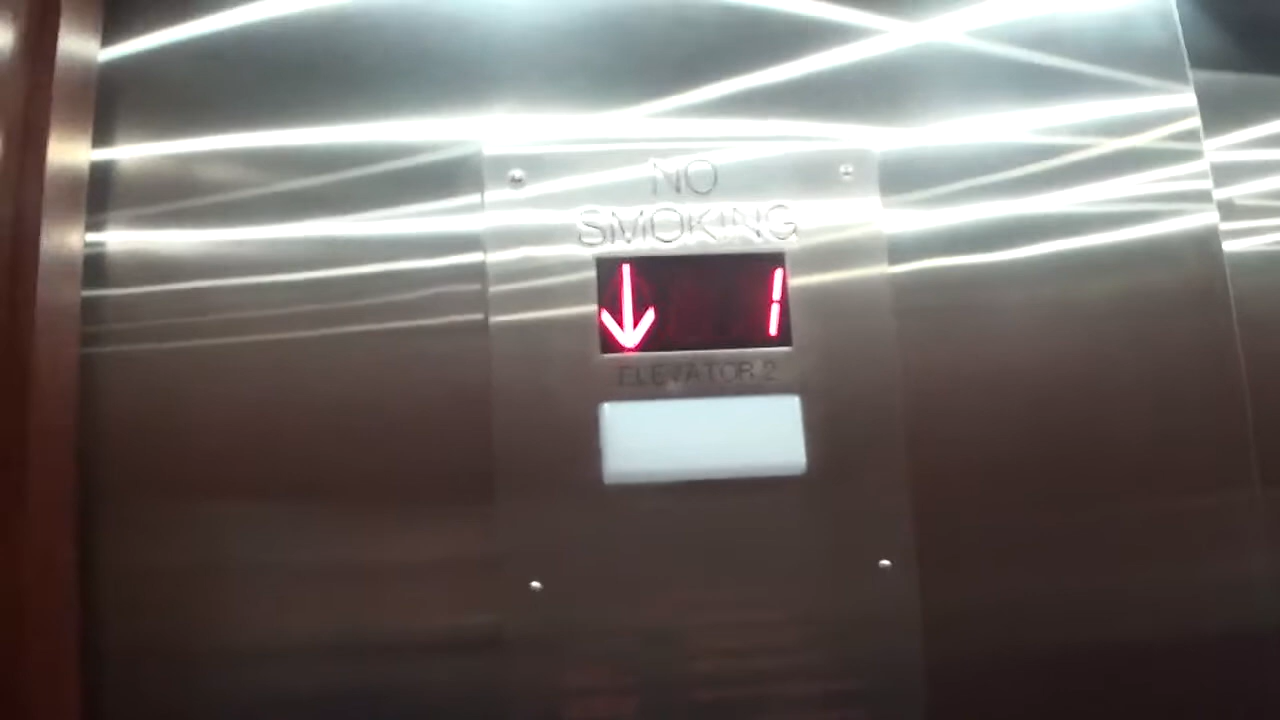 NO
SMOKING
↓ 1
ELEVATOR 2